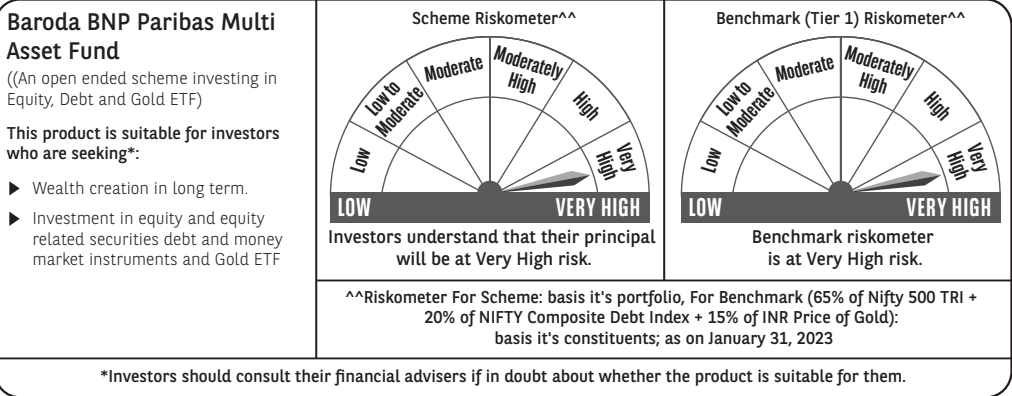 Baroda BNP Paribas Multi
Asset Fund
((An open ended scheme investing in
Equity, Debt and Gold ETF)
This product is suitable for investors
who are seeking*:
Wealth creation in long term.
Investment in equity and equity
related securities debt and money
market instruments and Gold ETF
Scheme Riskometer^^
Low
Low to
Moderate
Moderate
Moderately
High
High
Very
High
LOW
VERY HIGH
Investors understand that their principal
will be at Very High risk.
Benchmark (Tier 1) Riskometer^^
Low
Low to
Moderate
Moderate
Moderately
High
High
Very
High
LOW
VERY HIGH
Benchmark riskometer
is at Very High risk.
^^Riskometer For Scheme: basis it's portfolio, For Benchmark (65% of Nifty 500 TRI +
20% of NIFTY Composite Debt Index + 15% of INR Price of Gold):
basis it's constituents; as on January 31, 2023
*Investors should consult their financial advisers if in doubt about whether the product is suitable for them.